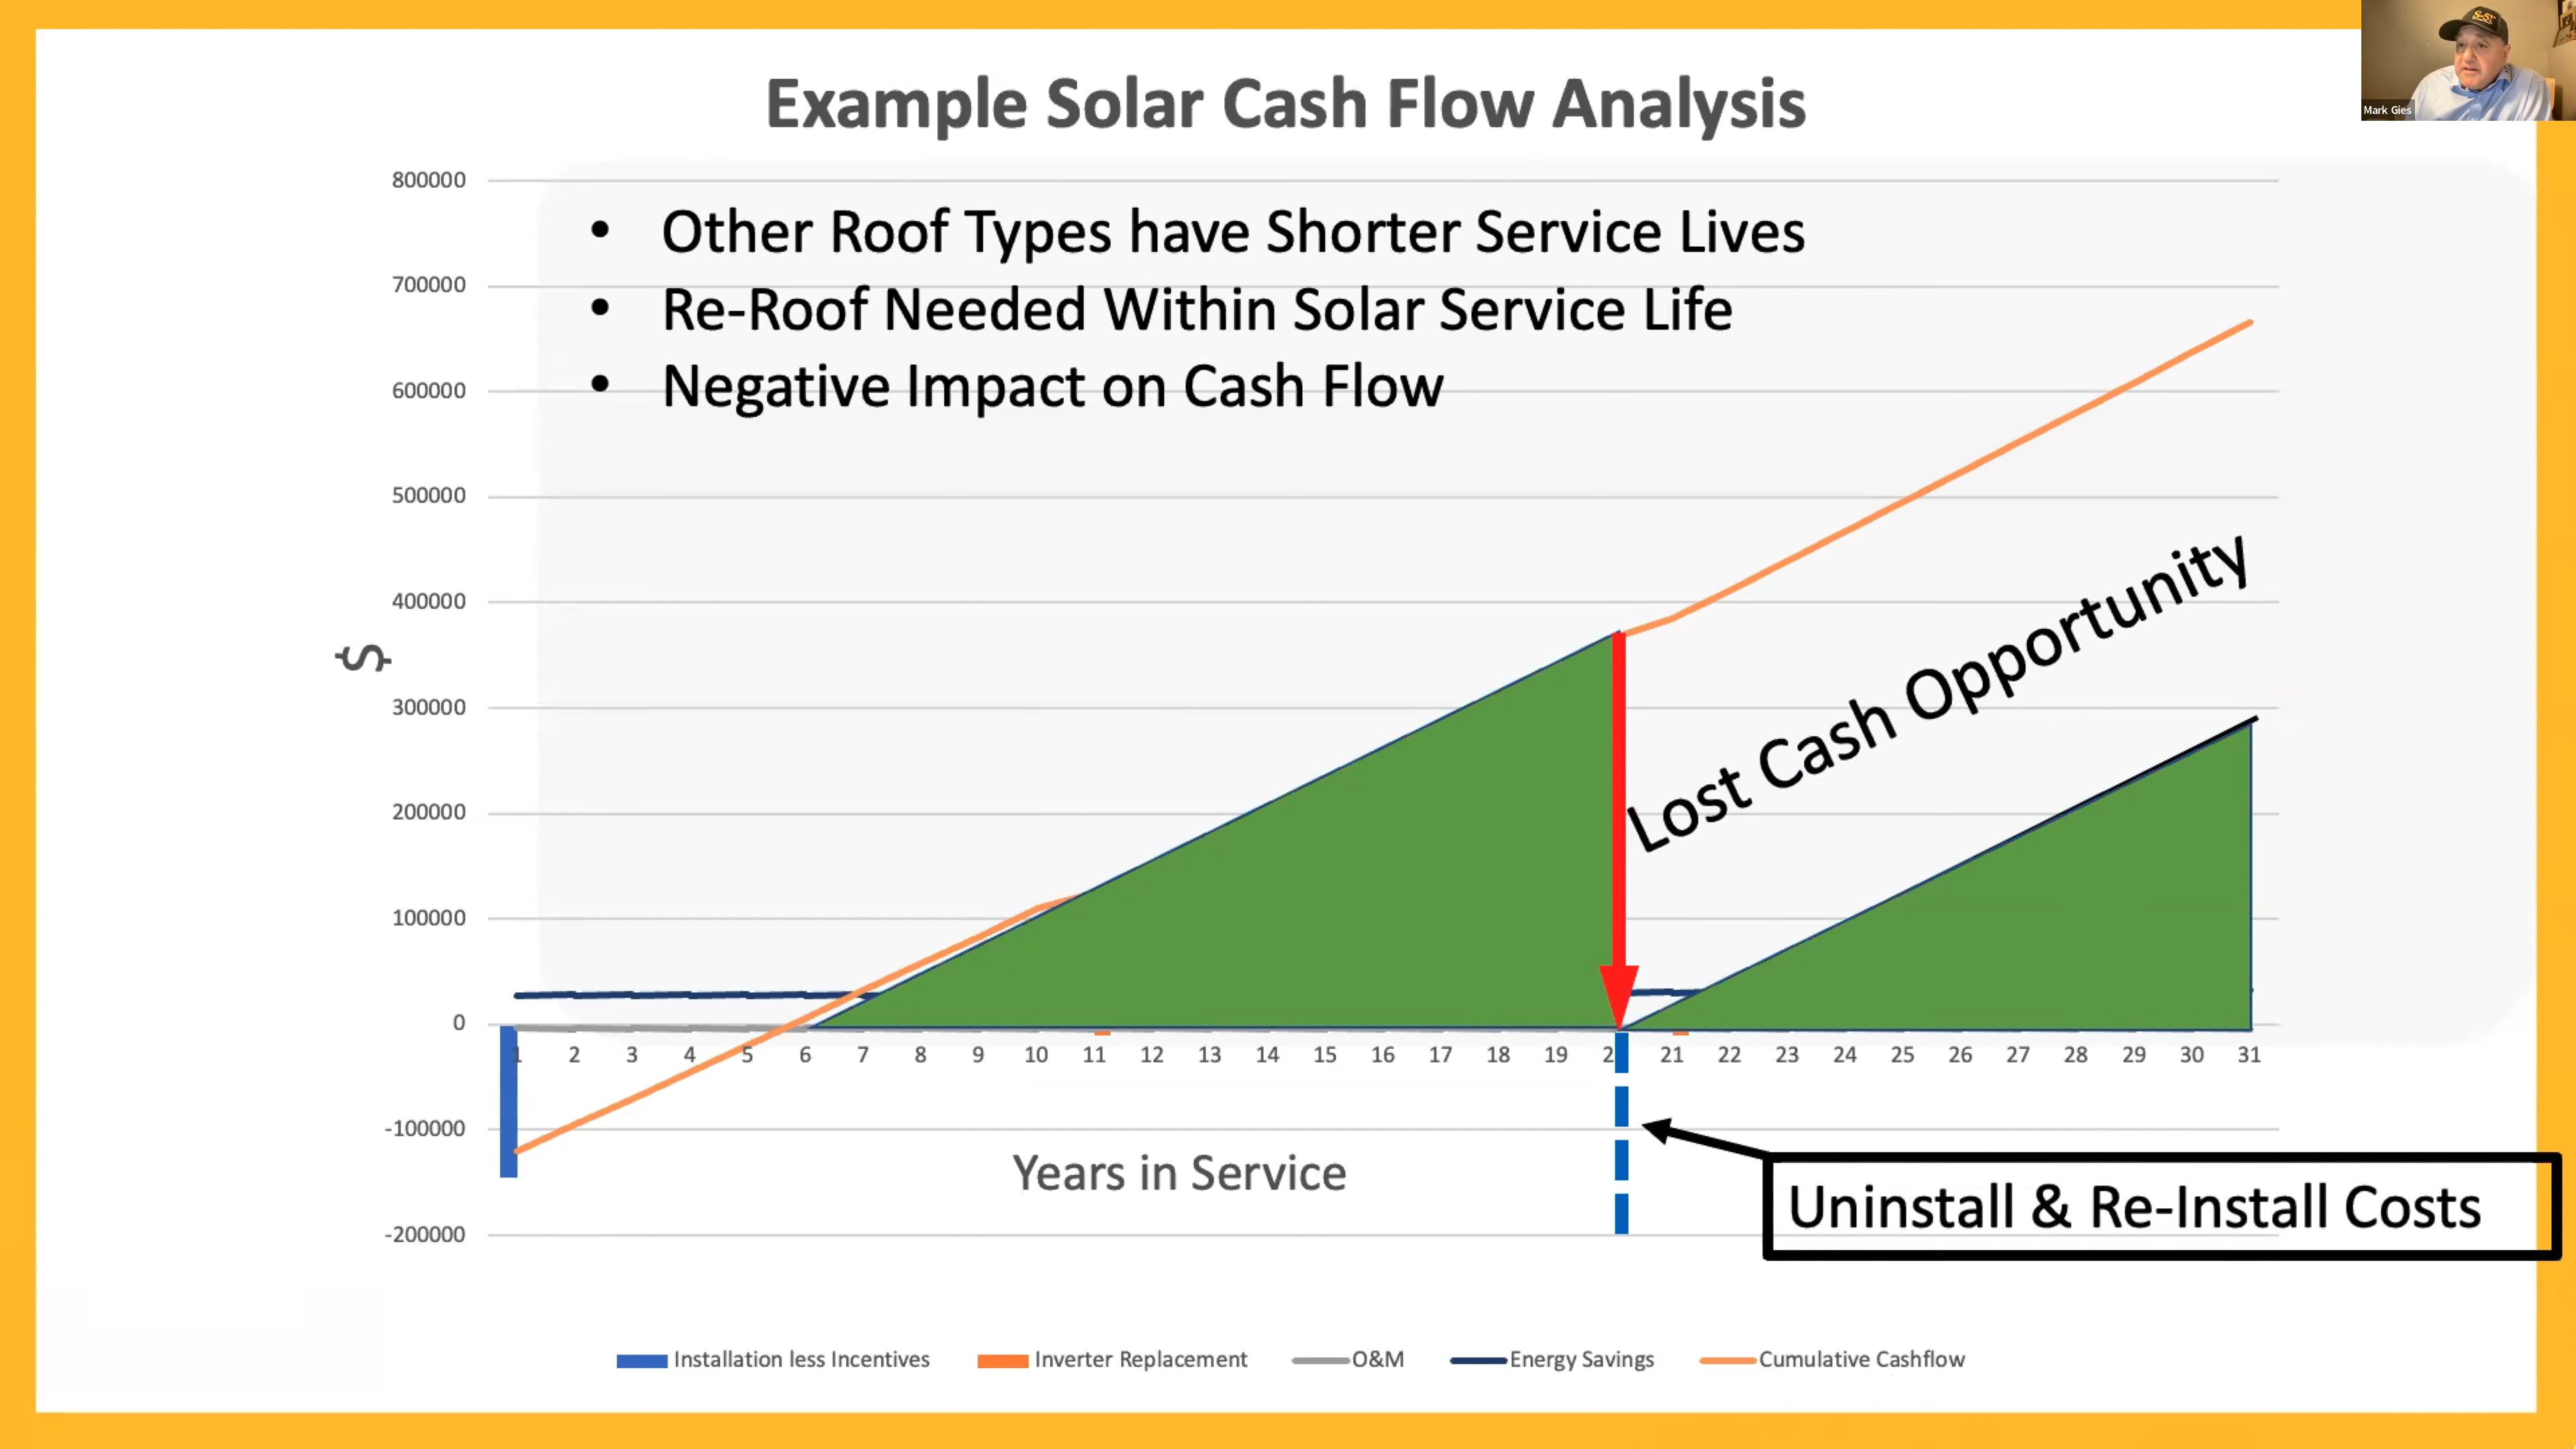 Example Solar Cash Flow Analysis
S-5!
Mark Gies
• Other Roof Types have Shorter Service Lives
• Re-Roof Needed Within Solar Service Life
• Negative Impact on Cash Flow
800000
700000
600000
500000
400000
300000
200000
100000
0
-100000
-200000
$
Lost Cash Opportunity
1 2 3 4 5 6 7 8 9 10 11 12 13 14 15 16 17 18 19 2 21 22 23 24 25 26 27 28 29 30 31
Years in Service
Uninstall & Re-Install Costs
Installation less Incentives Inverter Replacement O&M Energy Savings Cumulative Cashflow